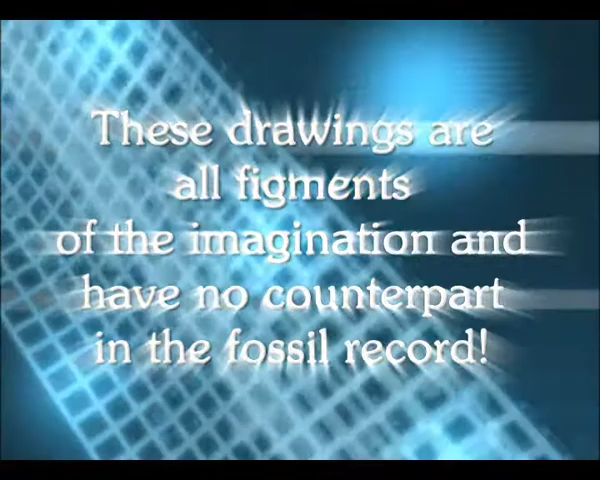 These drawings are
all figments
of the imagination and
have no counterpart
in the fossil record!